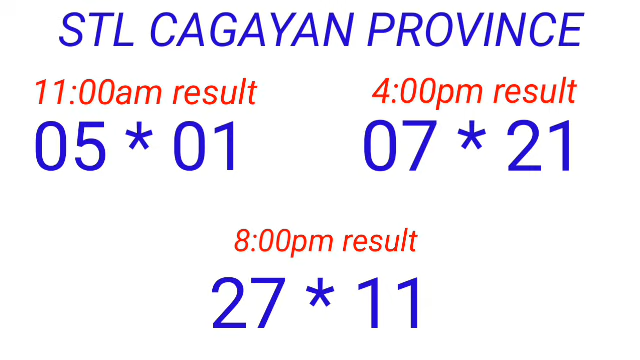 STL CAGAYAN PROVINCE
11:00am result 4:00pm result
05 * 01 07 * 21
8:00pm result
27 * 11